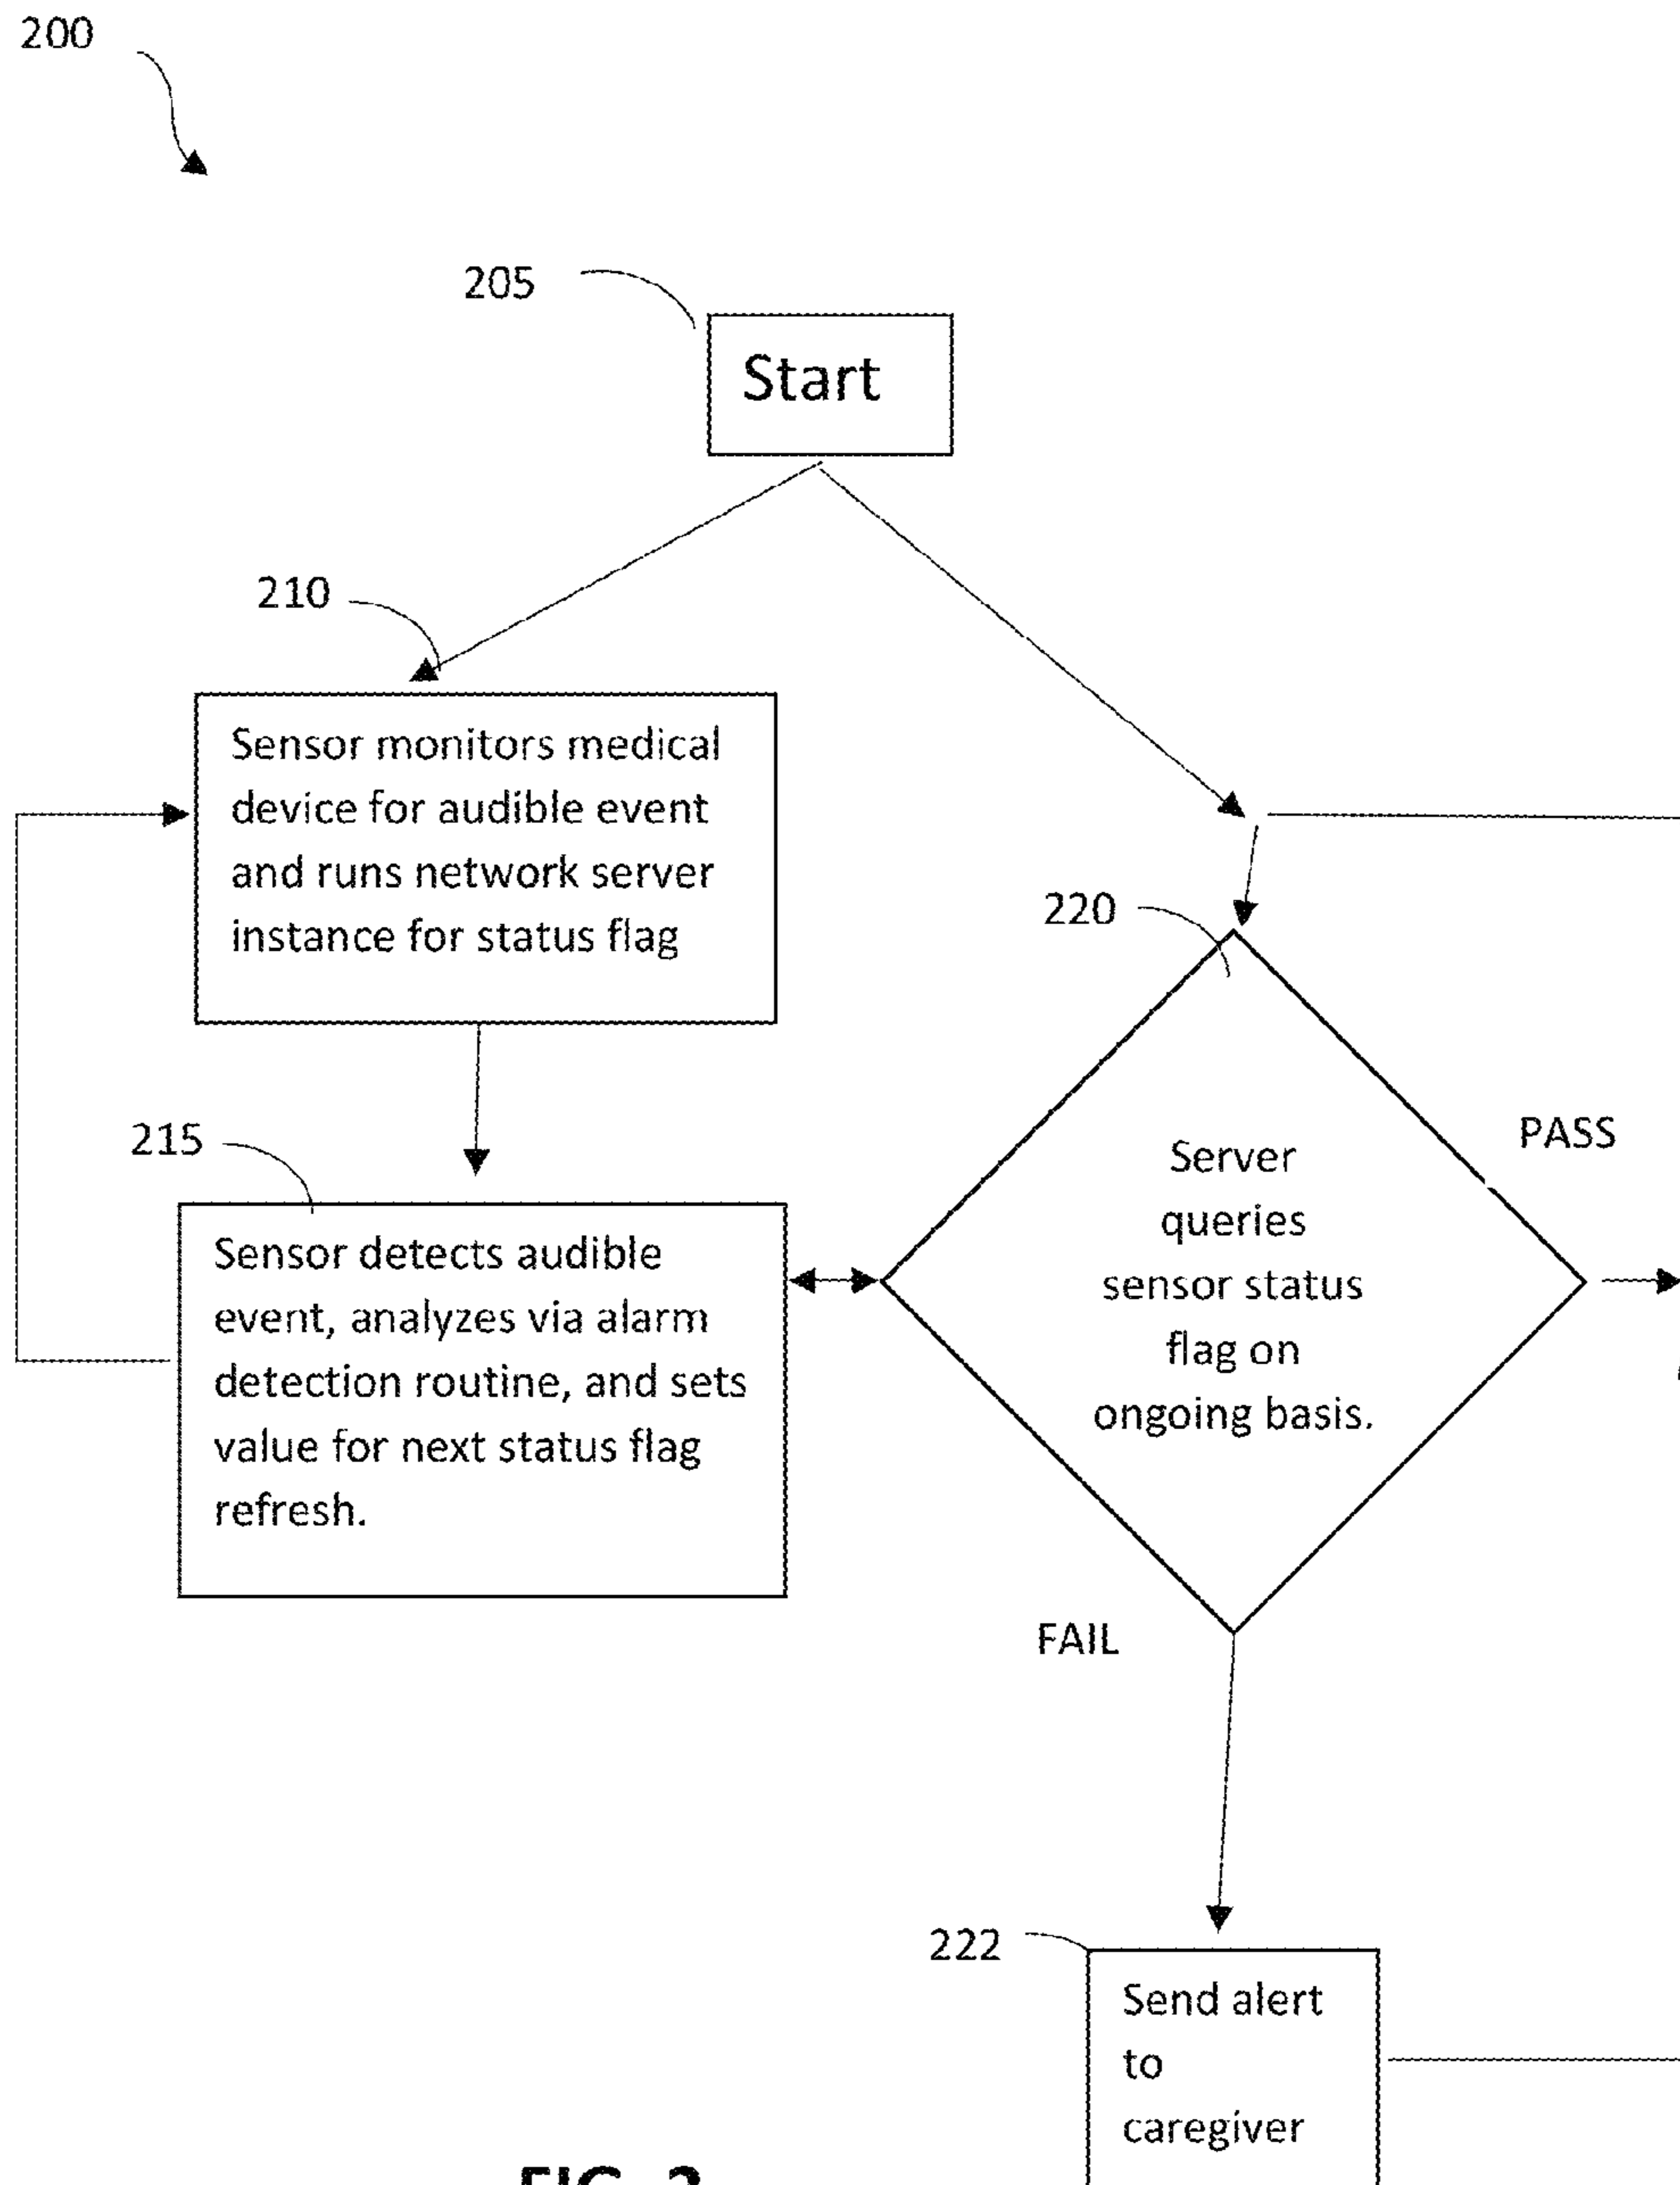 200
205
Start
210
Sensor monitors medical
device for audible event
and runs network server
instance for status flag
220
215
PASS
Sensor detects audible
event, analyzes via alarm
detection routine, and sets
value for next status flag
refresh.
Server
queries
sensor status
flag on
ongoing basis.
FAIL
222
Send alert
to
caregiver